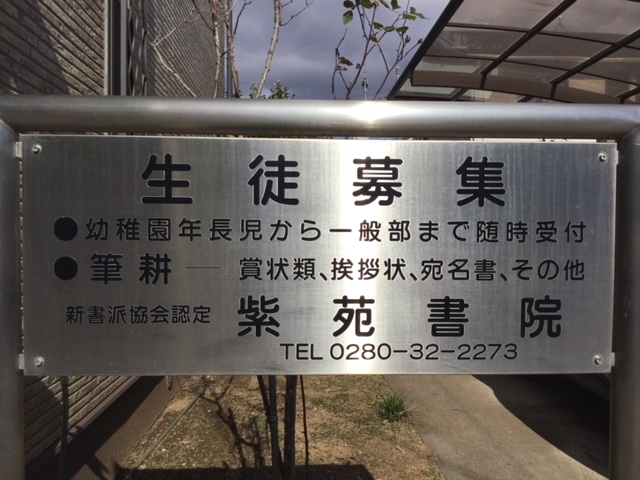 生徒募集
●幼稚園年長児から一般部まで随時受付
●筆耕―賞状類、挨拶状、宛名書、その他
新書派協会認定 紫苑書院
TEL 0280-32-2273